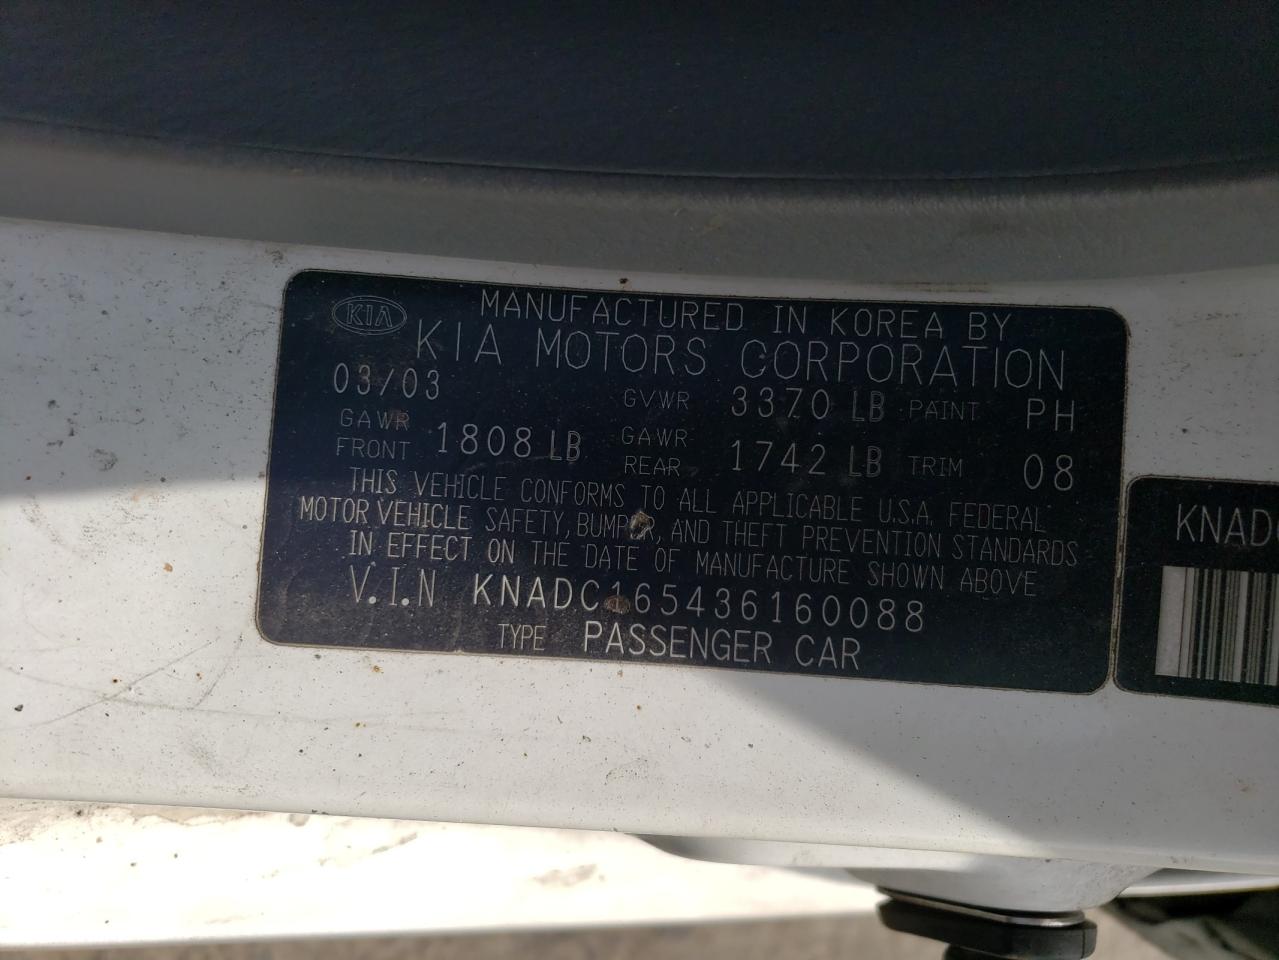 KIA
MANUFACTURED IN KOREA BY
KIA MOTORS CORPORATION
03/03 GVWR 3370 LB PAINT PH
GAWR FRONT 1808 LB GAWR REAR 1742 LB TRIM 08
THIS VEHICLE CONFORMS TO ALL APPLICABLE U.S.A. FEDERAL
MOTOR VEHICLE SAFETY, BUMPER, AND THEFT PREVENTION STANDARDS
IN EFFECT ON THE DATE OF MANUFACTURE SHOWN ABOVE
V.I.N KNADC165436160088
TYPE PASSENGER CAR
KNAD